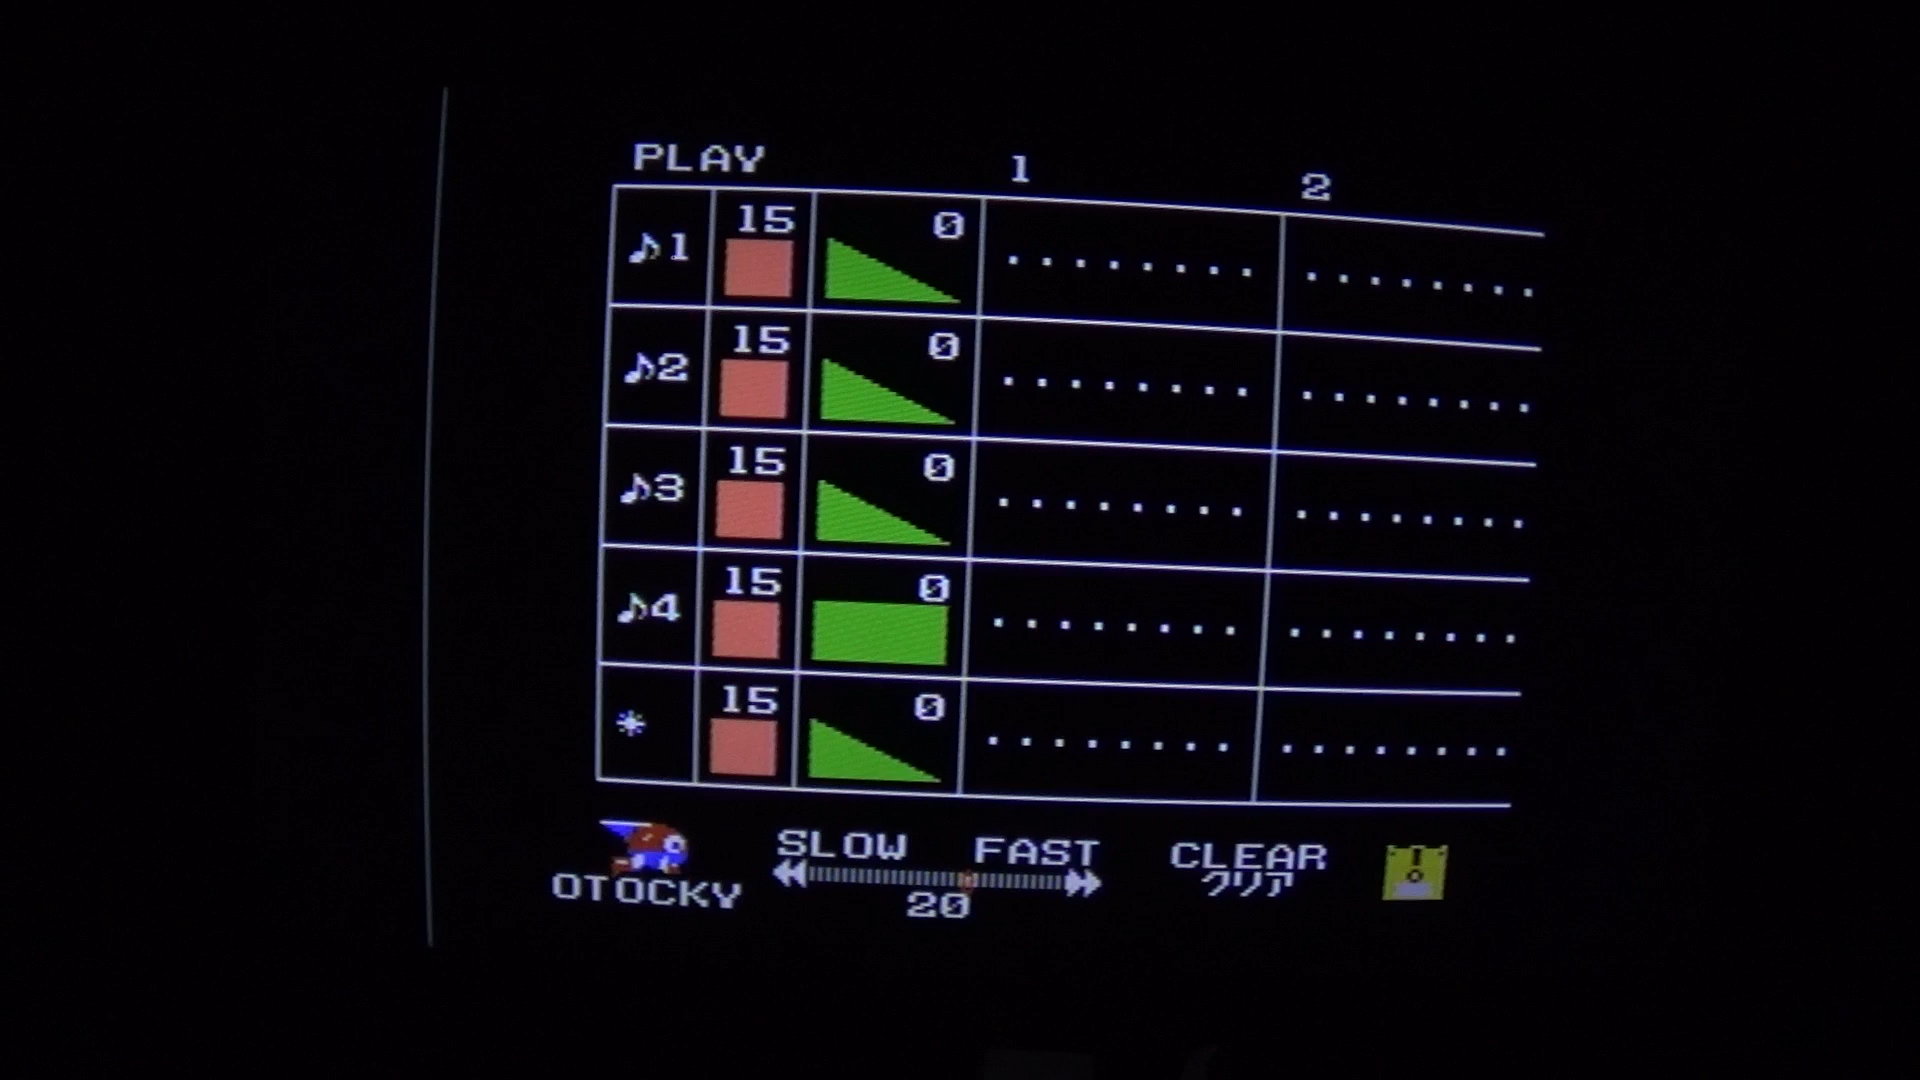 PLAY 1 2
♪1 15 0
♪2 15 0
♪3 15 0
♪4 15 0
* 15 0
SLOW FAST
20
OTOCKY
CLEAR
クリア